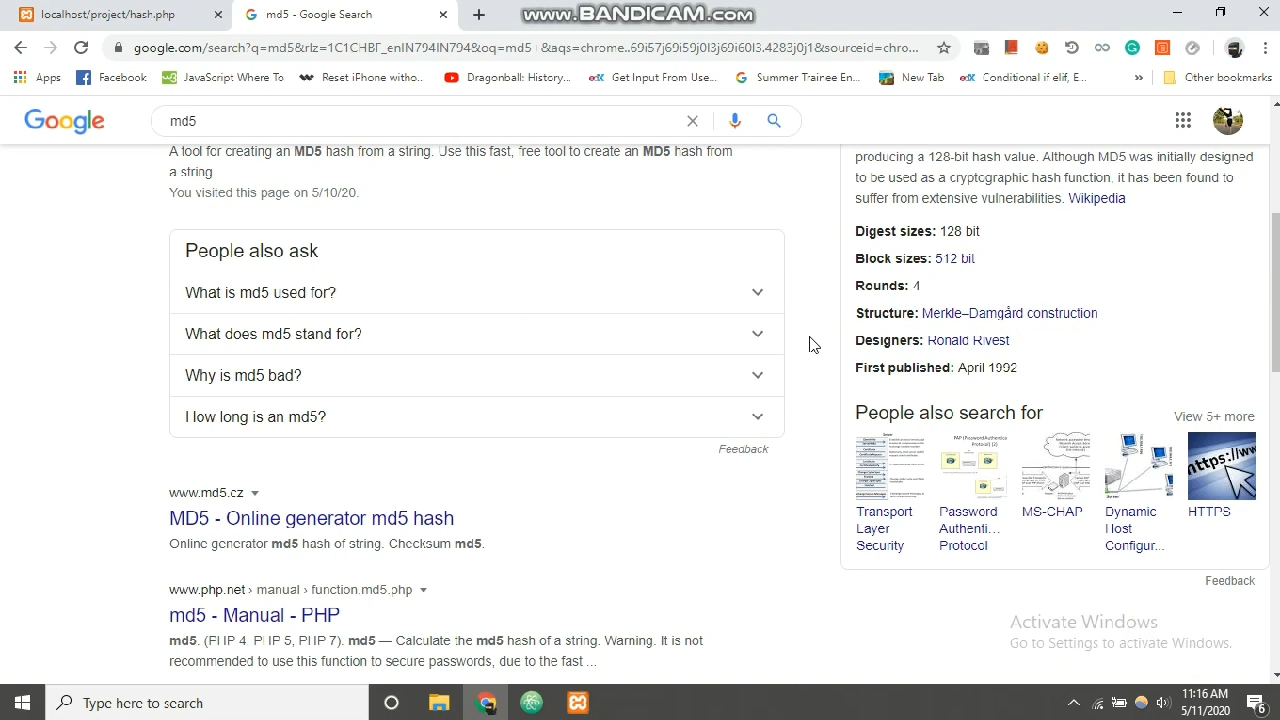 localhost/project/hash.php
md5 - Google Search
www.BANDICAM.com
google.com/search?q=md5&rlz=1C1CHBF_enIN794IN794&oq=md5+&aqs=chrome..69i57j69i59j0l3j69i60l3.4283j0j1&sourceid=chro...
Apps
Facebook
JavaScript Where To
Reset iPhone witho...
Dragonball: History...
Get Input From Use...
Summer Trainee En...
New Tab
Conditional if elif, E...
»
Other bookmarks
Google
md5
A tool for creating an MD5 hash from a string. Use this fast, free tool to create an MD5 hash from
a string
You visited this page on 5/10/20.
People also ask
What is md5 used for?
What does md5 stand for?
Why is md5 bad?
How long is an md5?
Feedback
www.md5.cz
MD5 - Online generator md5 hash
Online generator md5 hash of string. Checksum md5.
www.php.net › manual › function.md5.php
md5 - Manual - PHP
md5. (PHP 4, PHP 5, PHP 7). md5 — Calculate the md5 hash of a string. Warning. It is not
recommended to use this function to secure passwords, due to the fast ...
producing a 128-bit hash value. Although MD5 was initially designed
to be used as a cryptographic hash function, it has been found to
suffer from extensive vulnerabilities. Wikipedia
Digest sizes: 128 bit
Block sizes: 512 bit
Rounds: 4
Structure: Merkle–Damgård construction
Designers: Ronald Rivest
First published: April 1992
People also search for
View 5+ more
https://w
Transport
Layer
Security
Password
Authenti...
Protocol
MS-CHAP
Dynamic
Host
Configur...
HTTPS
Feedback
Activate Windows
Go to Settings to activate Windows.
Type here to search
11:16 AM
5/11/2020
6